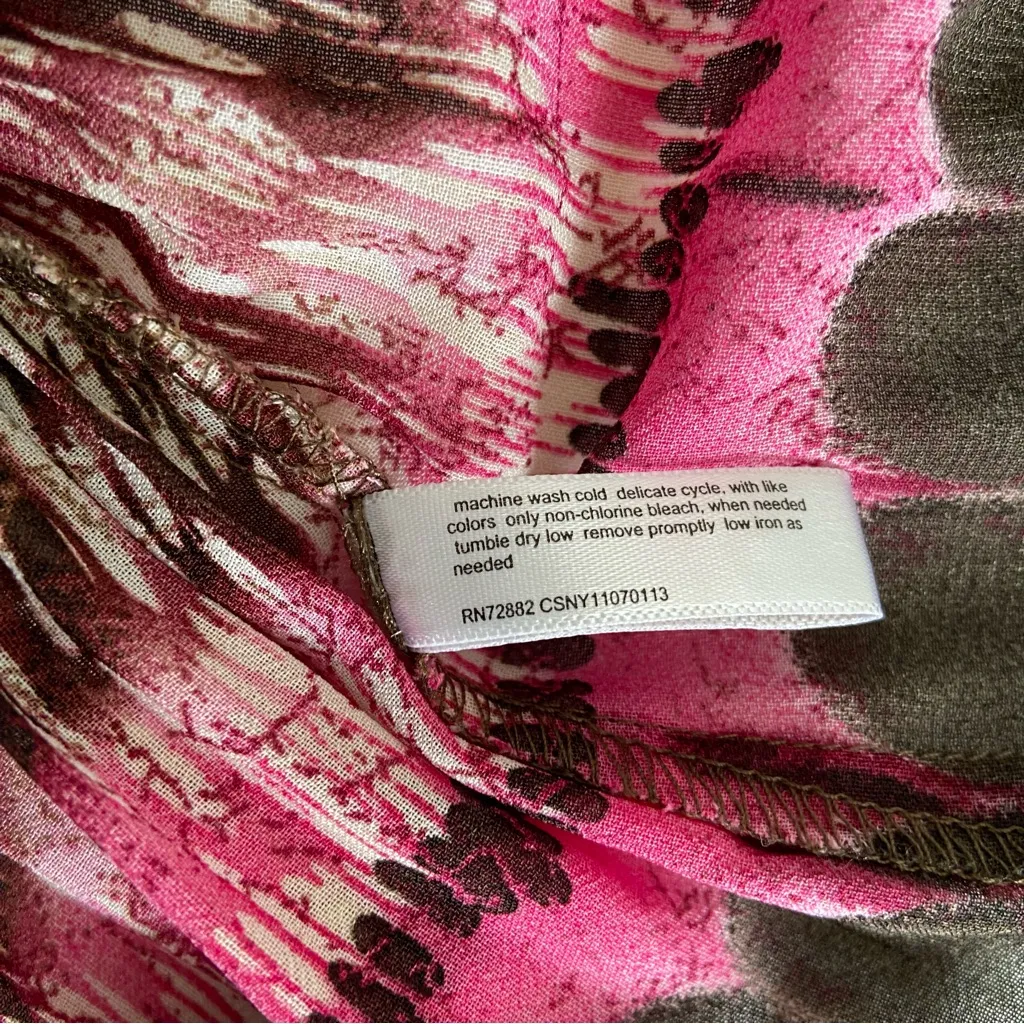 machine wash cold delicate cycle, with like
colors only non-chlorine bleach, when needed
tumble dry low remove promptly low iron as
needed
RN72882 CSNY11070113